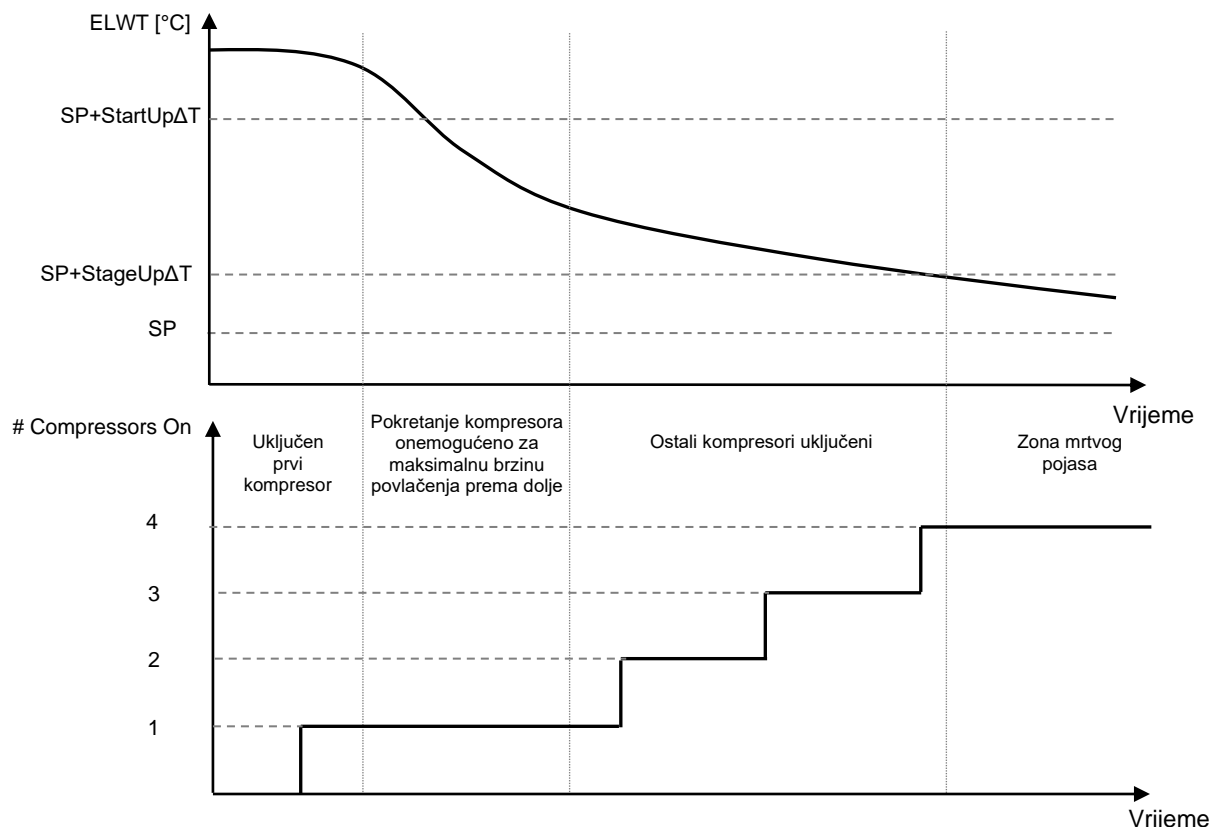 ELWT [°C]
SP+StartUpΔT
SP+StageUpΔT
SP
Vrijeme
# Compressors On
Uključen
prvi
kompresor
Pokretanje kompresora
onemogućeno za
maksimalnu brzinu
povlačenja prema dolje
Ostali kompresori uključeni
Zona mrtvog
pojasa
4
3
2
1
Vrijeme